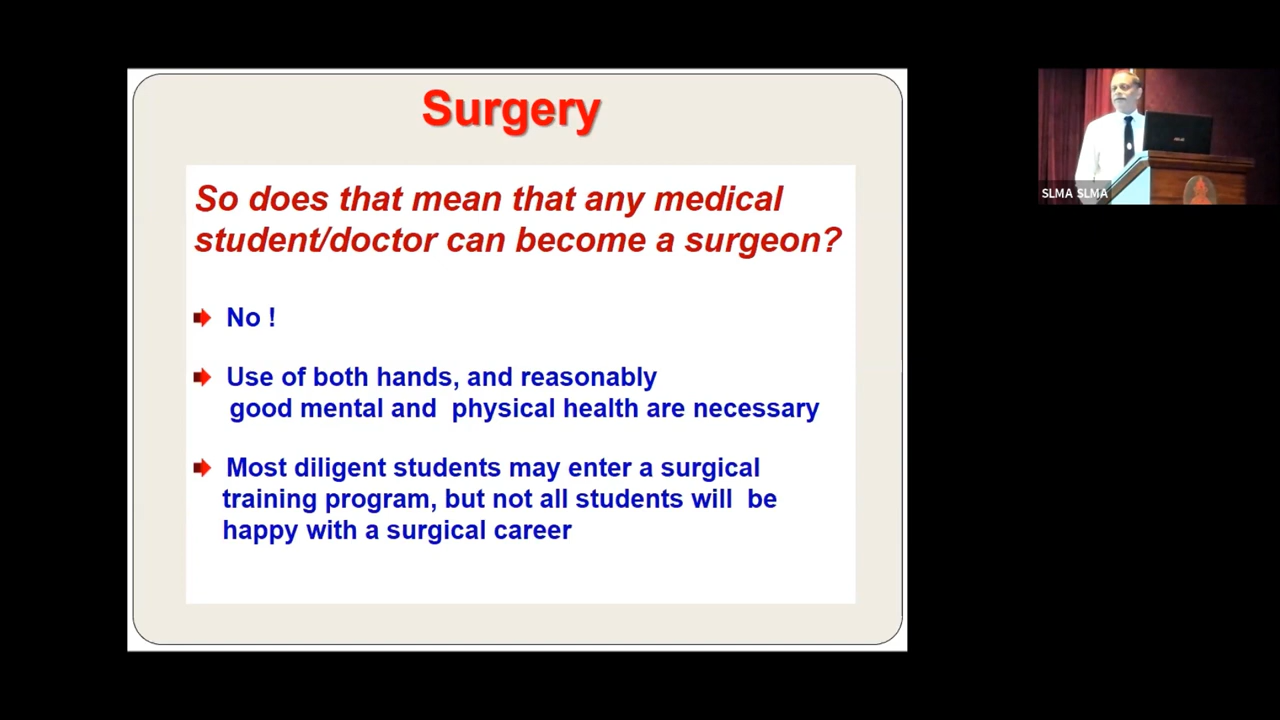 Surgery
So does that mean that any medical
student/doctor can become a surgeon?
No !
Use of both hands, and reasonably
good mental and physical health are necessary
Most diligent students may enter a surgical
training program, but not all students will be
happy with a surgical career
SLMA SLMA